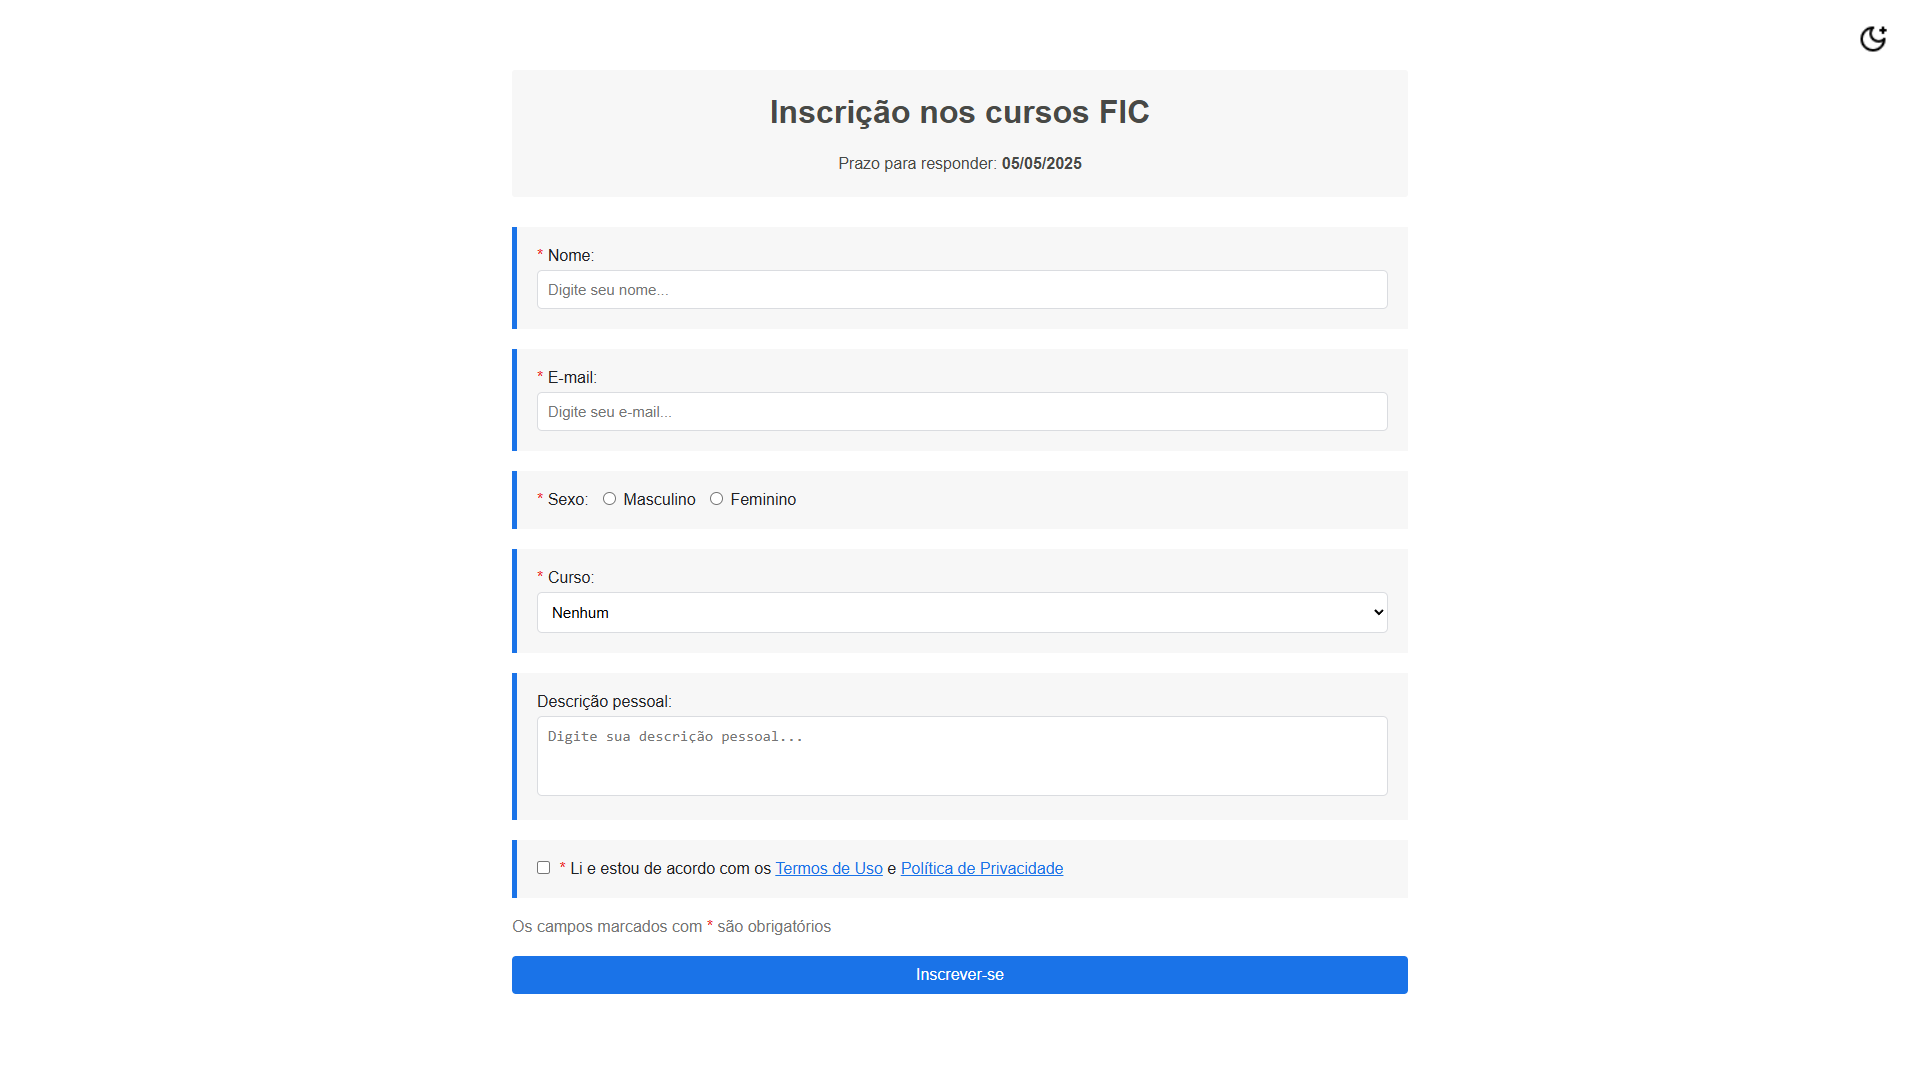 Inscrição nos cursos FIC
Prazo para responder: 05/05/2025
* Nome:
Digite seu nome...
* E-mail:
Digite seu e-mail...
* Sexo: Masculino Feminino
* Curso:
Nenhum
Descrição pessoal:
Digite sua descrição pessoal...
* Li e estou de acordo com os Termos de Uso e Política de Privacidade
Os campos marcados com * são obrigatórios
Inscrever-se